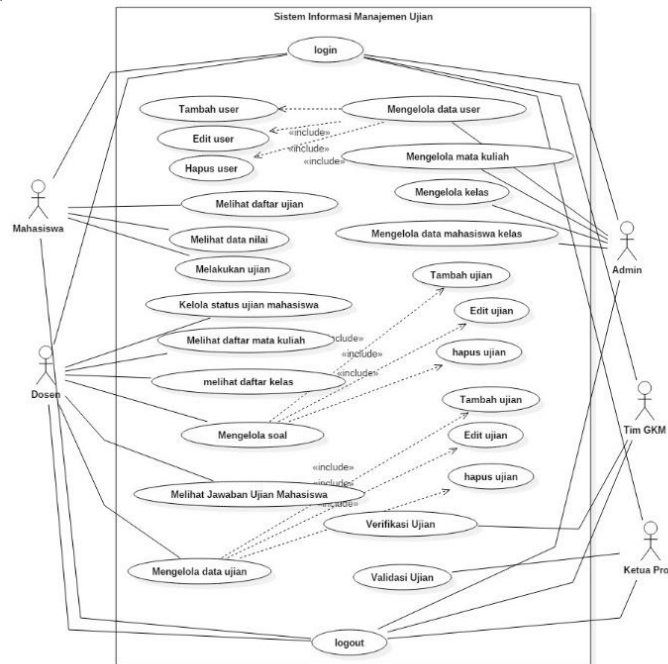 Sistem Informasi Manajemen Ujian
login
Tambah user
Mengelola data user
Edit user
«include»
«include»
Hapus user
«include»
Mengelola mata kuliah
Mengelola kelas
Melihat daftar ujian
Mahasiswa
Mengelola data mahasiswa kelas
Melihat data nilai
Admin
Melakukan ujian
Tambah ujian
Kelola status ujian mahasiswa
Edit ujian
Melihat daftar mata kuliah
clude»
«include»
hapus ujian
melihat daftar kelas
«include»
Dosen
Tambah ujian
Mengelola soal
Edit ujian
Tim GKM
«include»
hapus ujian
«include»
Melihat Jawaban Ujian Mahasiswa
«include»
Verifikasi Ujian
Mengelola data ujian
Validasi Ujian
Ketua Pro
logout